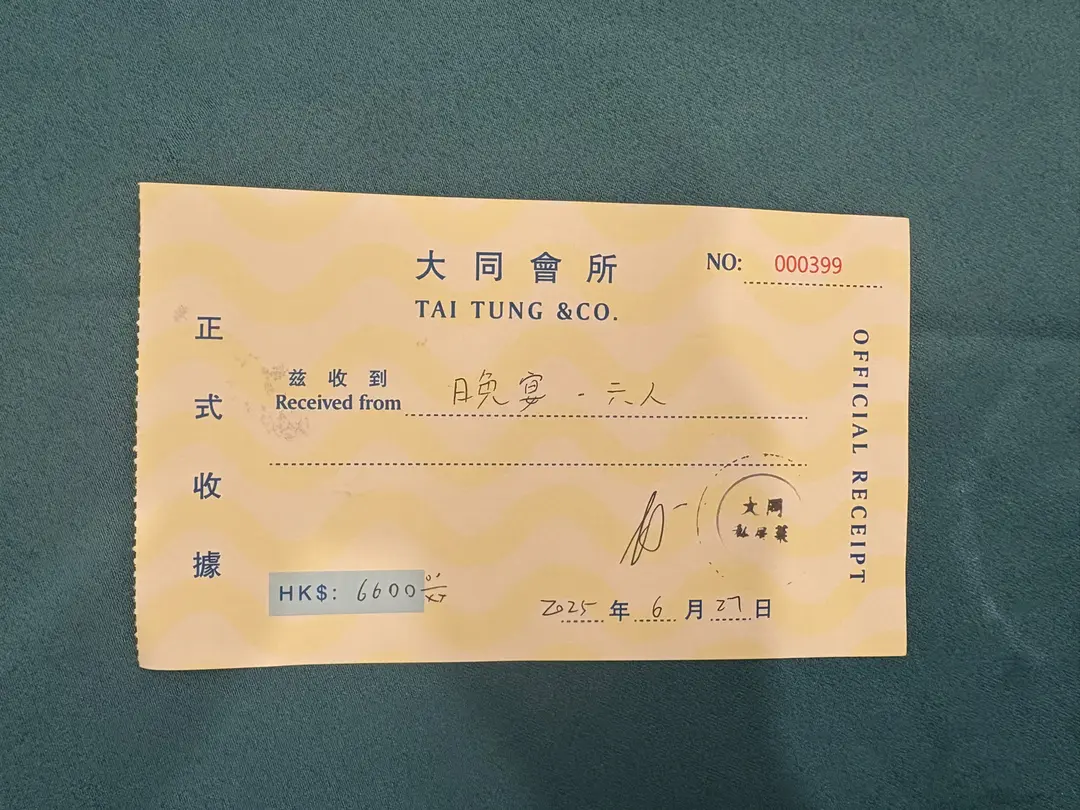 大同會所
TAI TUNG &CO.
NO: 000399
正式收據
茲收到
Received from 晚宴 . 六人
大同
HK$: 6600
2025 年 6 月 27 日
OFFICIAL RECEIPT